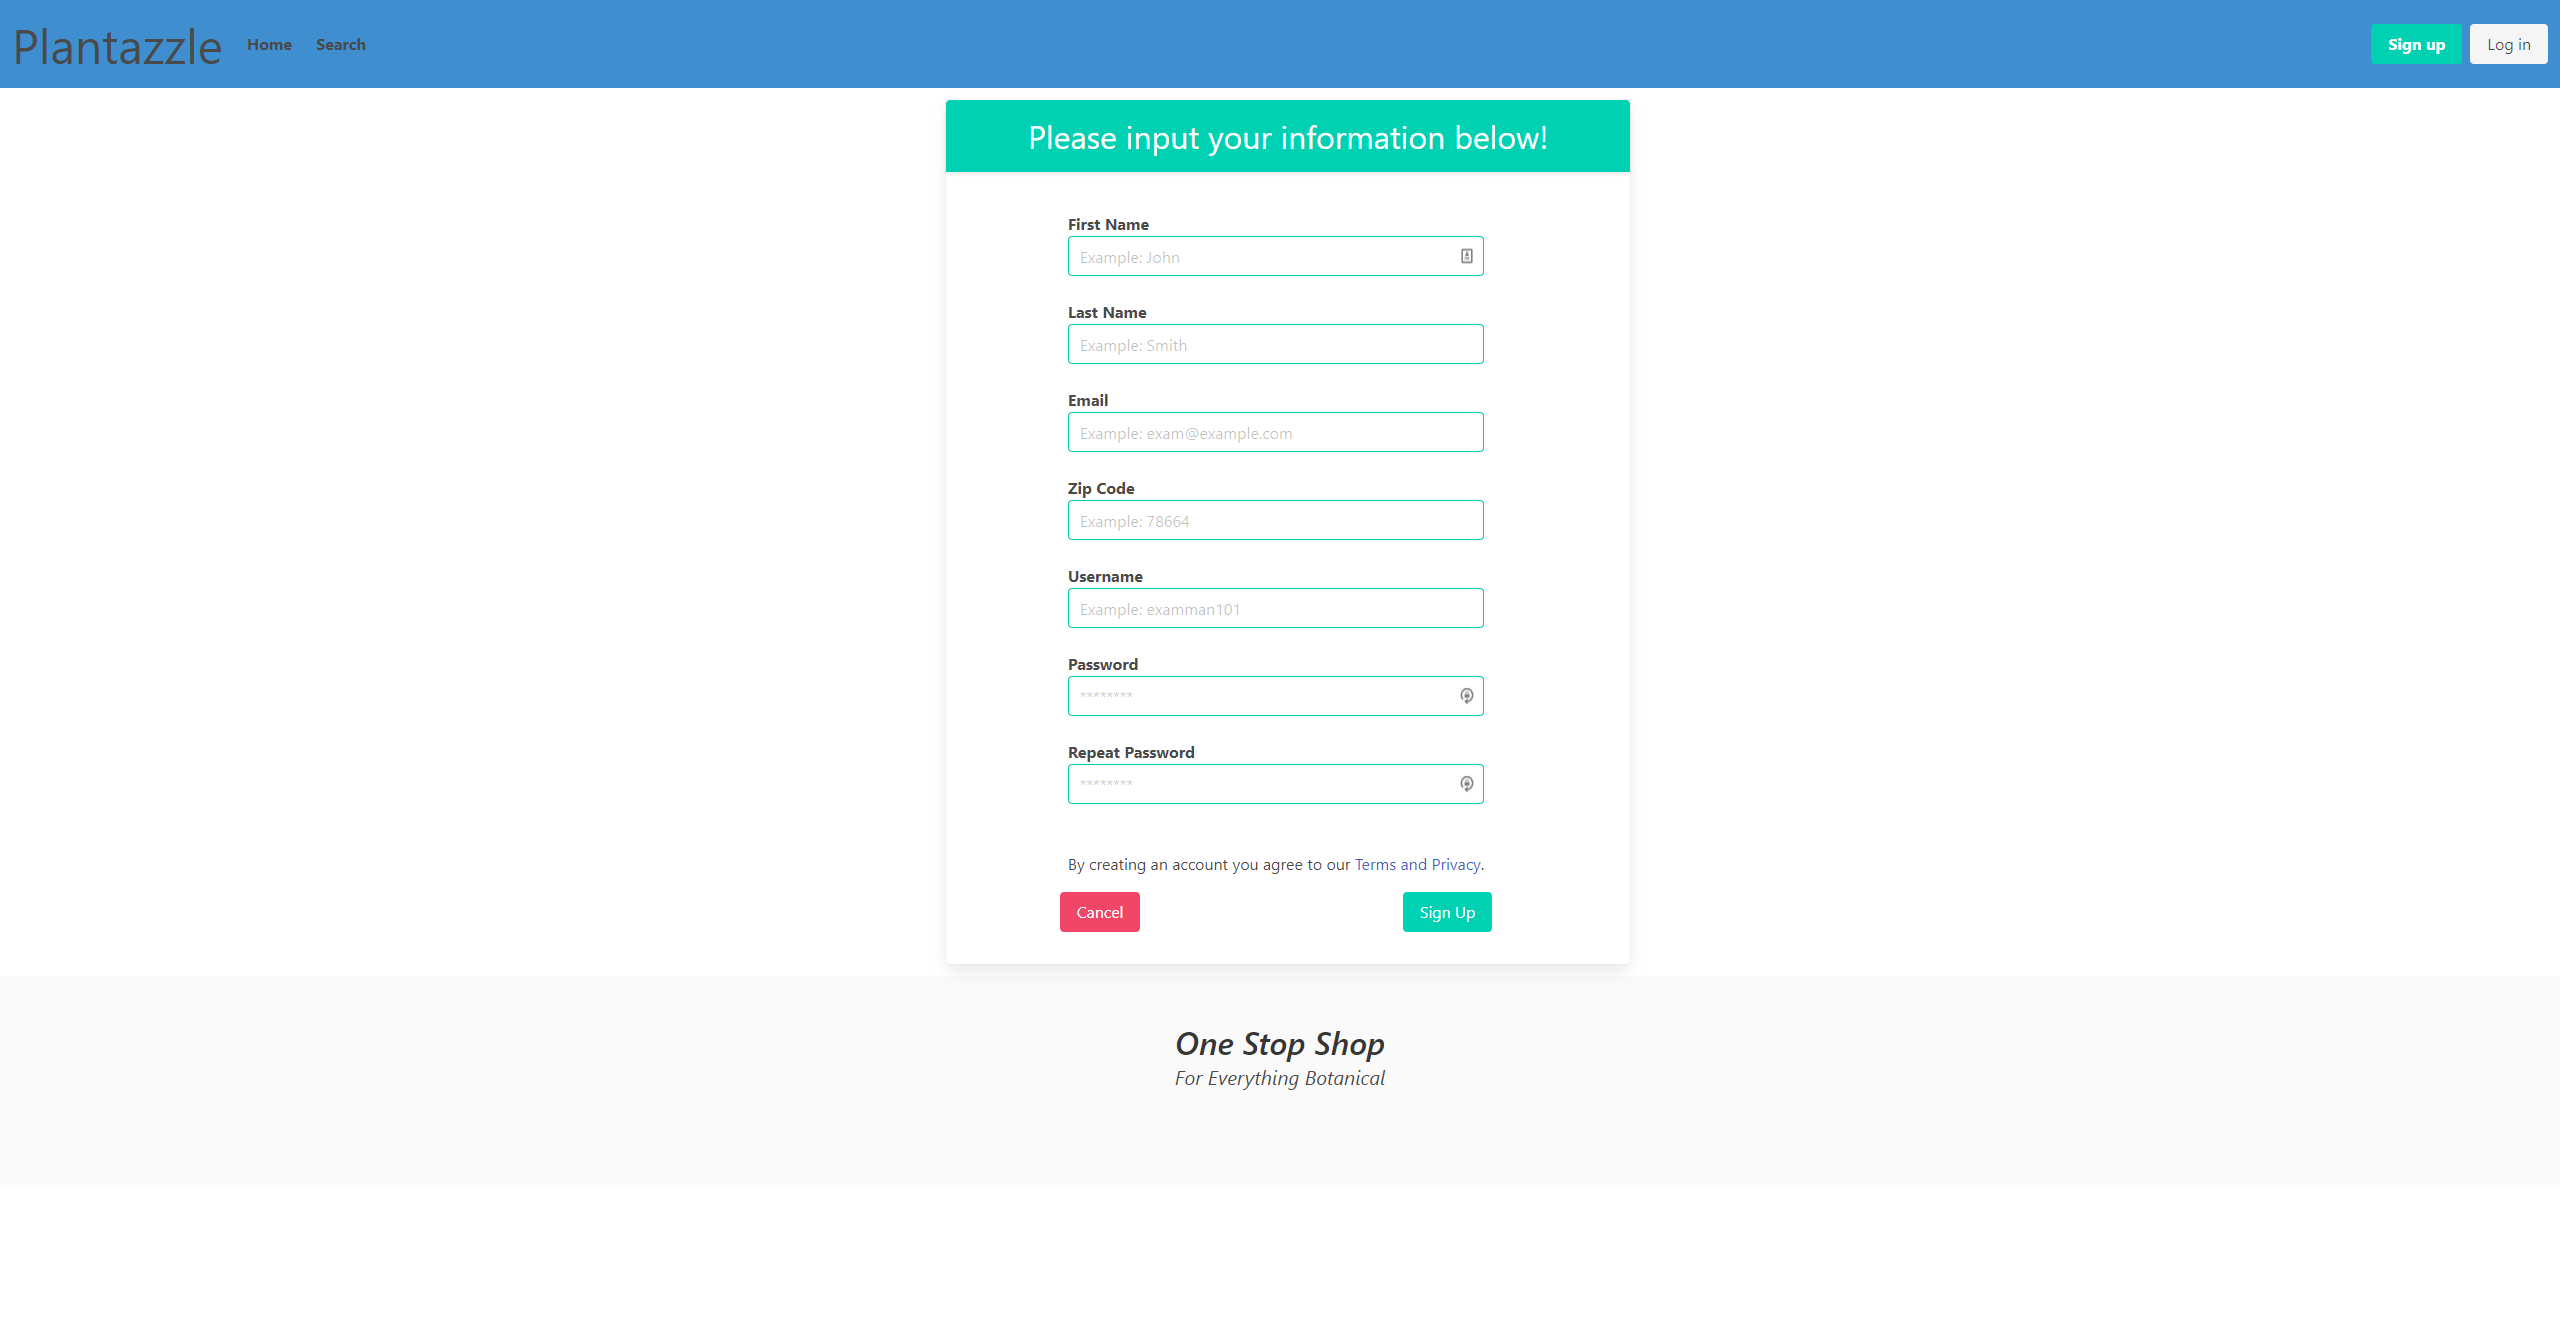 Plantazzle Home Search Sign up Log in
Please input your information below!
First Name
Example: John
Last Name
Example: Smith
Email
Example: exam@example.com
Zip Code
Example: 78664
Username
Example: examman101
Password
********
Repeat Password
********
By creating an account you agree to our Terms and Privacy.
Cancel Sign Up
One Stop Shop
For Everything Botanical